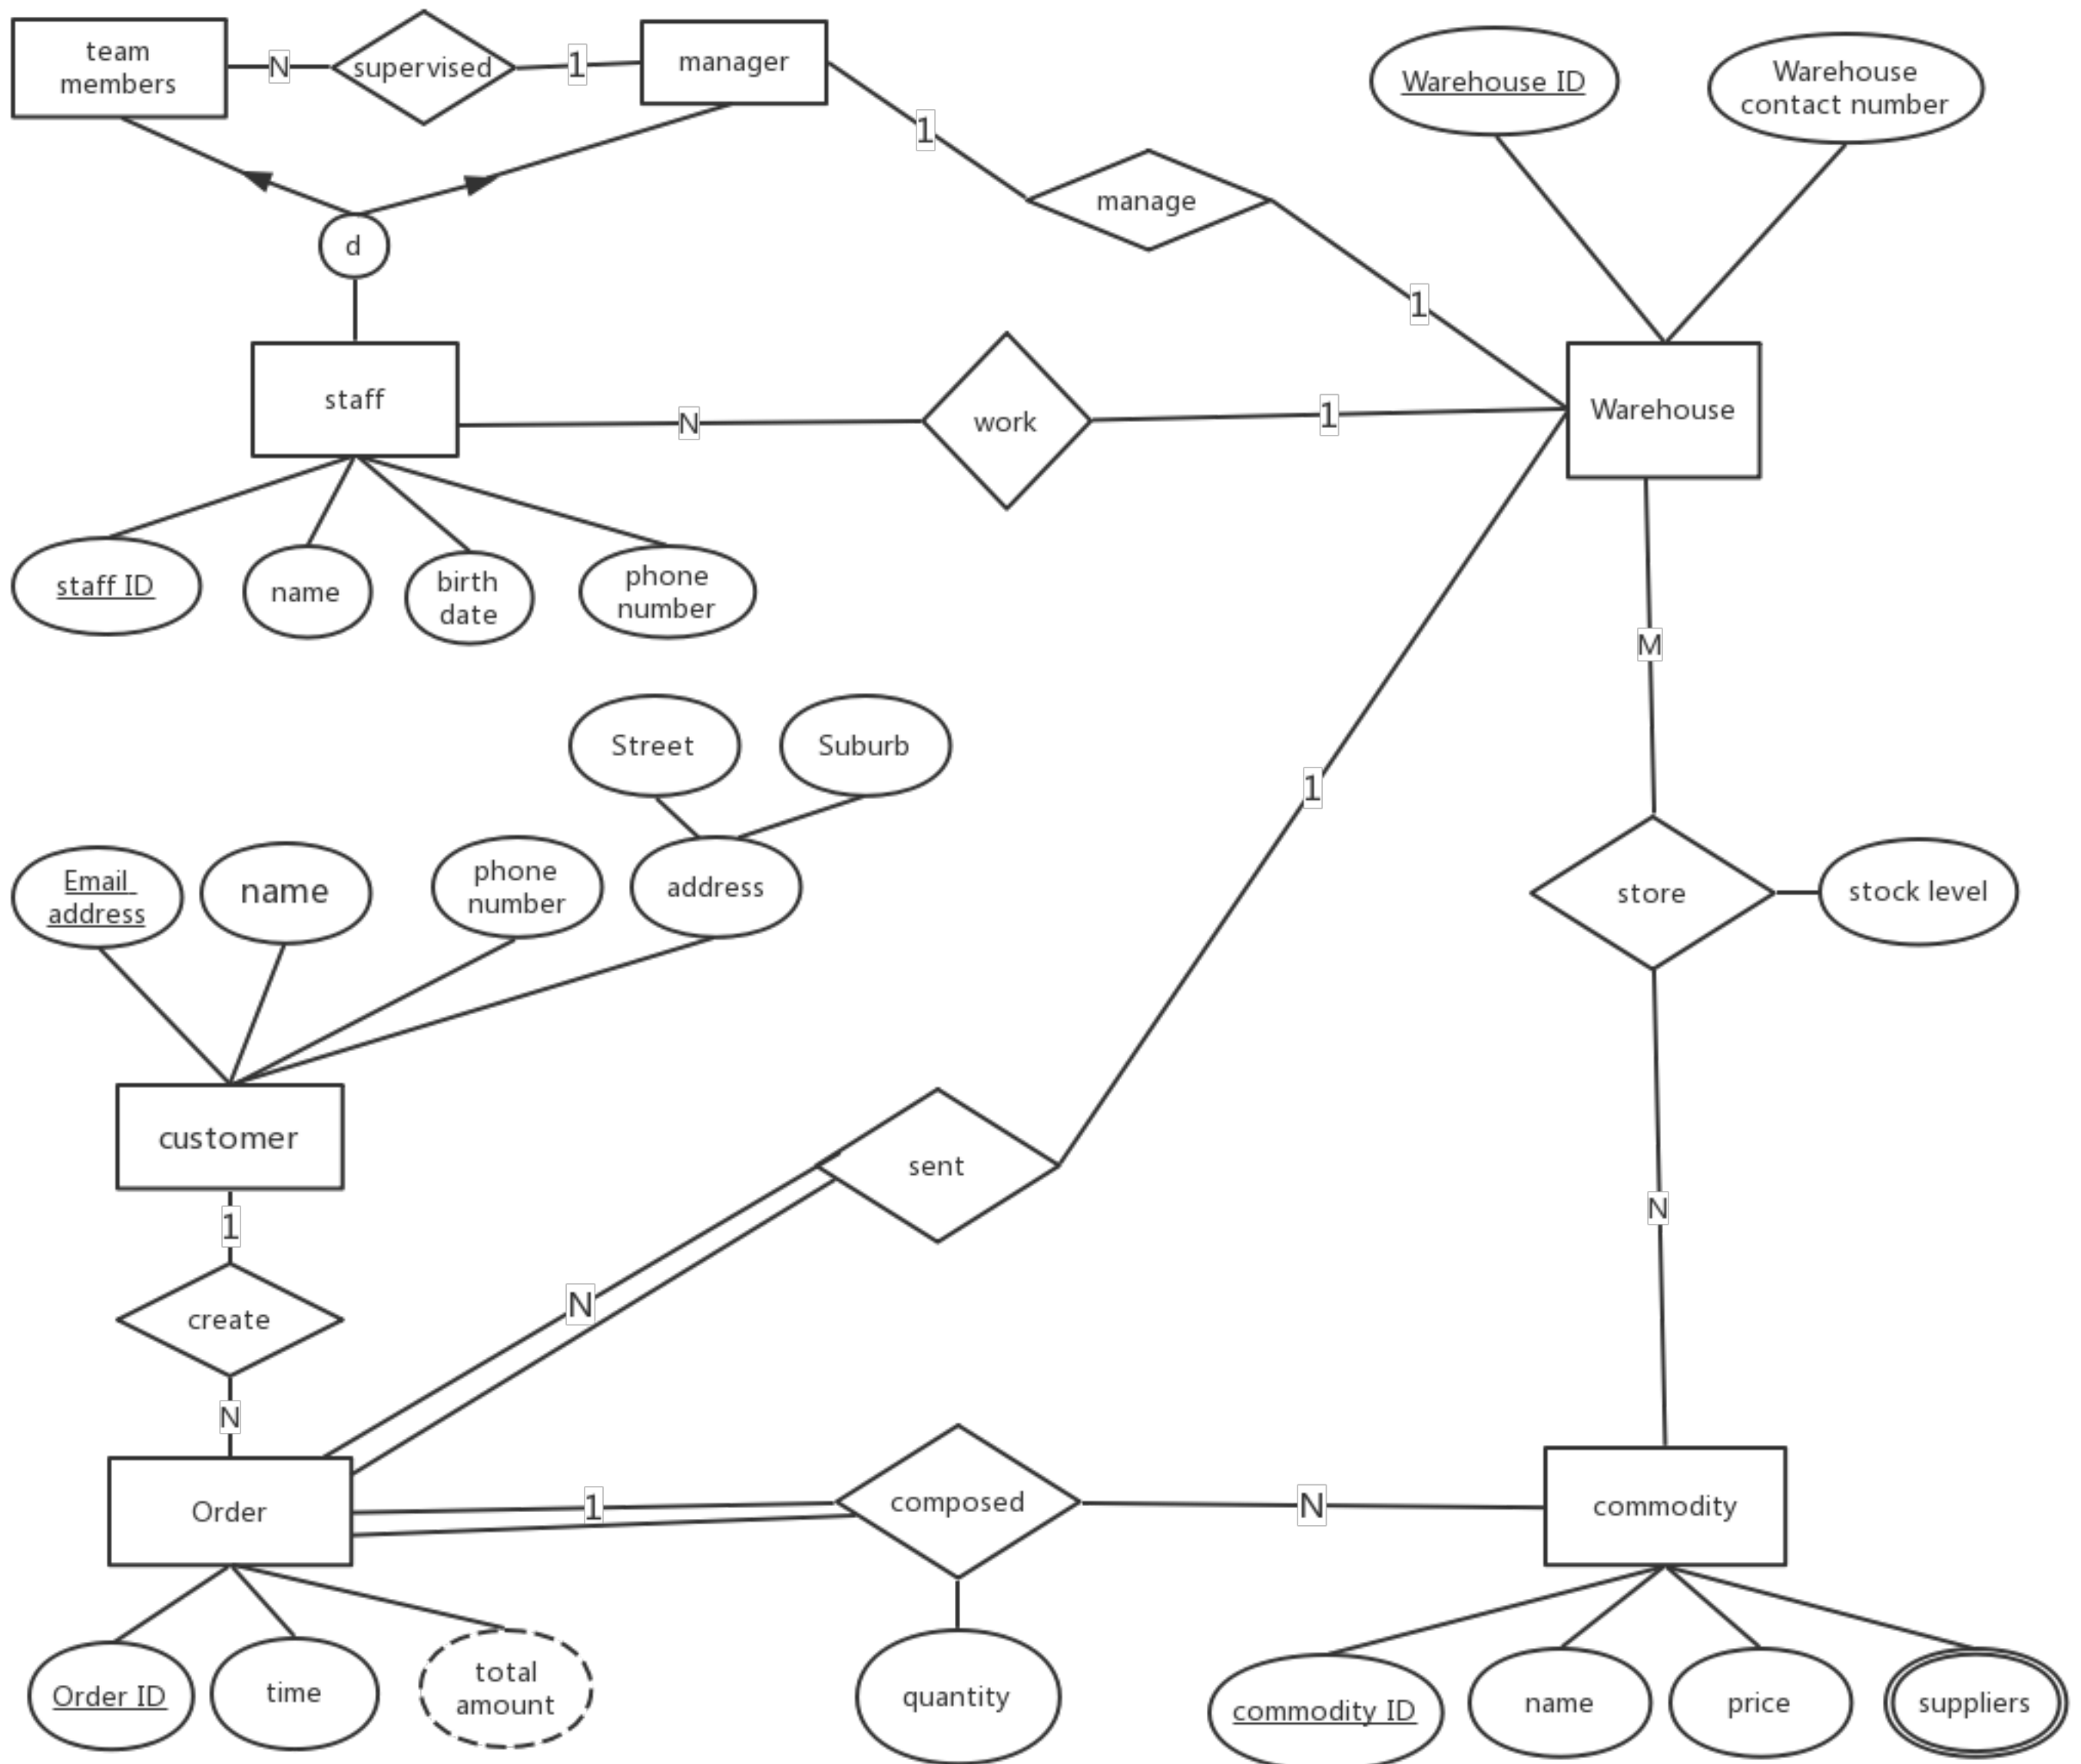 team
members
N
supervised
1
manager
1
Warehouse ID
Warehouse
contact number
manage
d
1
staff
N
work
1
Warehouse
staff ID
name
birth
date
phone
number
M
Street
Suburb
1
Email
address
name
phone
number
address
store
stock level
customer
sent
1
N
create
N
N
Order
1
composed
N
commodity
Order ID
time
total
amount
quantity
commodity ID
name
price
suppliers